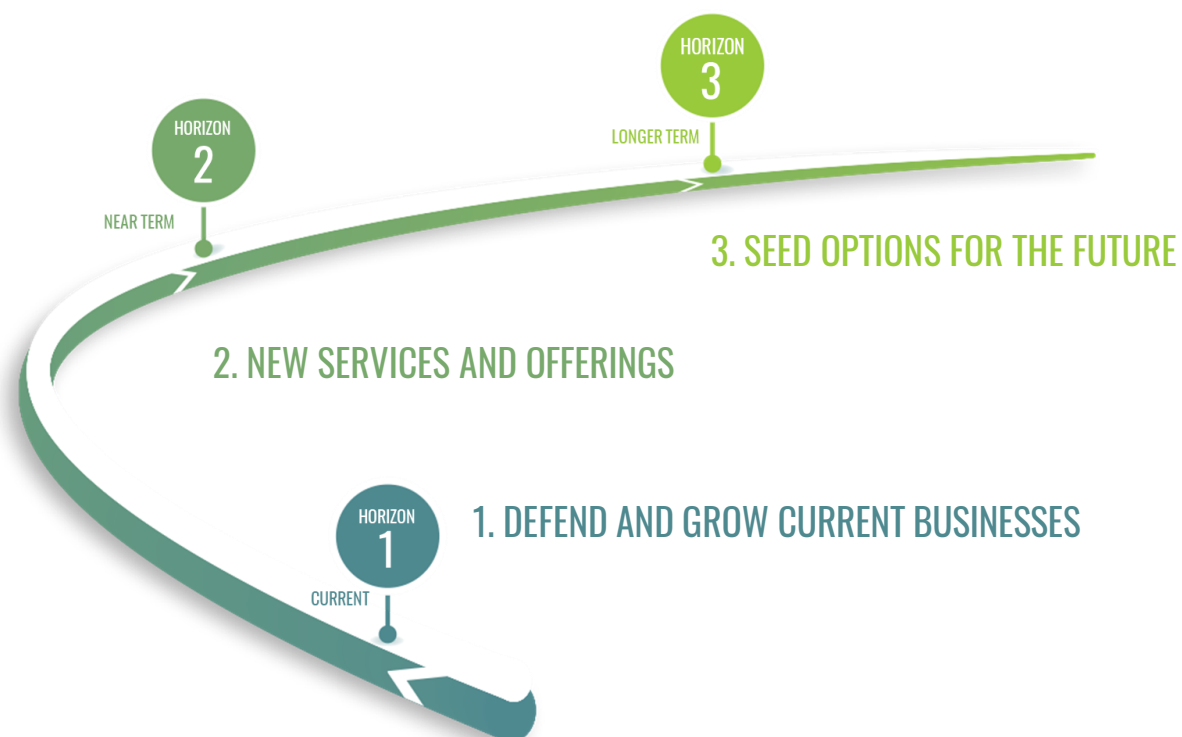 HORIZON
3
LONGER TERM
HORIZON
2
NEAR TERM
3. SEED OPTIONS FOR THE FUTURE
2. NEW SERVICES AND OFFERINGS
HORIZON
1
1. DEFEND AND GROW CURRENT BUSINESSES
CURRENT